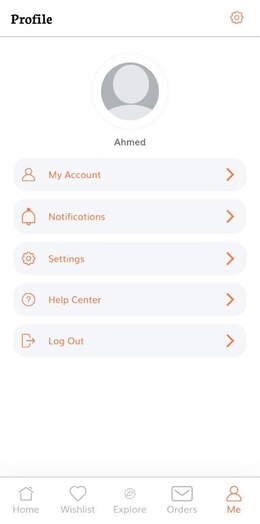 Profile
Ahmed
My Account
Notifications
Settings
Help Center
Log Out
Home Wishlist Explore Orders Me